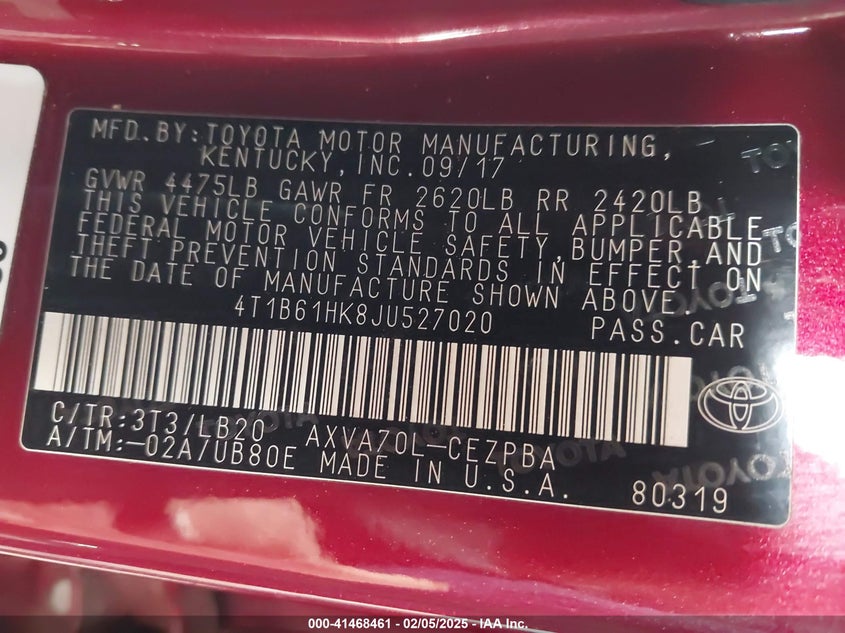 MFD.BY:TOYOTA MOTOR MANUFACTURING,
KENTUCKY,INC.09/17
GVWR 4475LB GAWR FR 2620LB RR 2420LB
THIS VEHICLE CONFORMS TO ALL APPLICABLE
FEDERAL MOTOR VEHICLE SAFETY,BUMPER,AND
THEFT PREVENTION STANDARDS IN EFFECT ON
THE DATE OF MANUFACTURE SHOWN ABOVE.
4T1B61HK8JU527020 PASS.CAR
C/TR:3T3/LB20 AXVA70L-CEZPBA
A/TM:-02A/UB80E MADE IN U.S.A.
80319
000-41468461 — 02/05/2025 — IAA Inc.